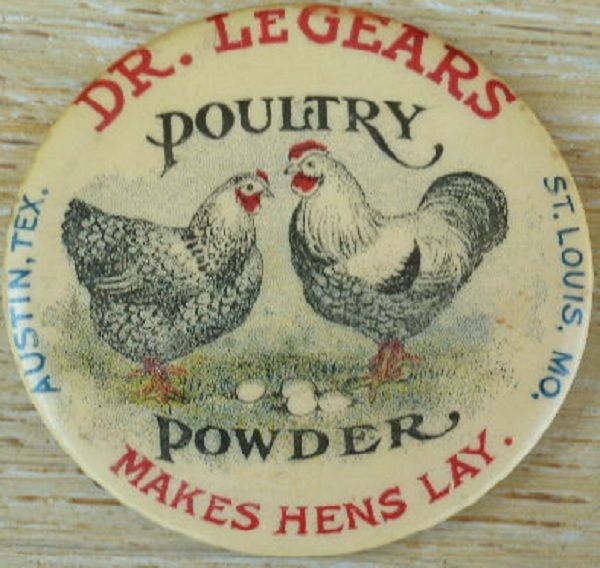 DR. LEGEARS
POULTRY
AUSTIN, TEX.
ST. LOUIS, MO.
POWDER
MAKES HENS LAY.